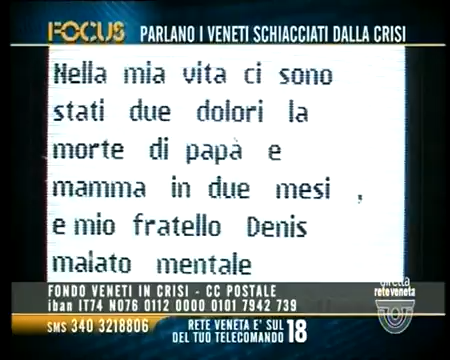 FOCUS PARLANO I VENETI SCHIACCIATI DALLA CRISI
Nella mia vita ci sono
stati due dolori la
morte di papà e
mamma in due mesi ,
e mio fratello Denis
malato mentale
FONDO VENETI IN CRISI - CC POSTALE
iban IT74 N076 0112 0000 0101 7942 739
diretta
reteveneta
SMS 340 3218806
RETE VENETA E' SUL
DEL TUO TELECOMANDO 18